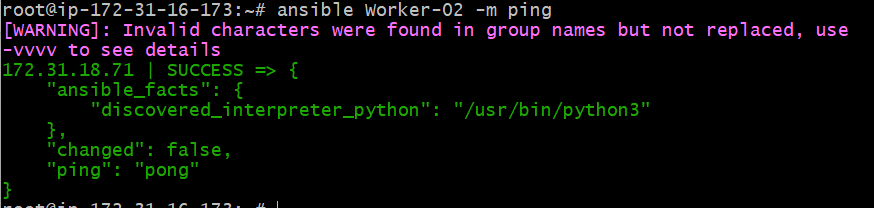 root@ip-172-31-16-173:~# ansible Worker-02 -m ping
[WARNING]: Invalid characters were found in group names but not replaced, use
-vvvv to see details
172.31.18.71 | SUCCESS => {
    "ansible_facts": {
        "discovered_interpreter_python": "/usr/bin/python3"
    },
    "changed": false,
    "ping": "pong"
}
root@ip-172-31-16-173:~#